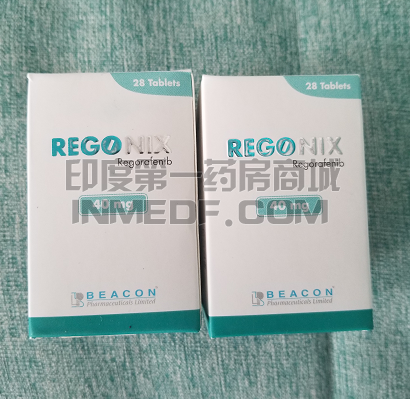 28 Tablets
REGONIX
Regorafenib
40 mg
BEACON
Pharmaceuticals Limited
28 Tablets
REGONIX
Regorafenib
40 mg
BEACON
Pharmaceuticals Limited
印度第一药房商城
INMEDF.COM